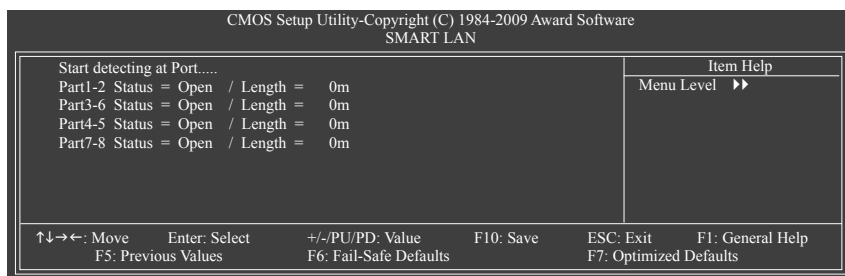 CMOS Setup Utility-Copyright (C) 1984-2009 Award Software
SMART LAN
Start detecting at Port.....
Part1-2 Status = Open / Length = 0m
Part3-6 Status = Open / Length = 0m
Part4-5 Status = Open / Length = 0m
Part7-8 Status = Open / Length = 0m
Item Help
Menu Level ▶▶
↑↓→←: Move Enter: Select +/-/PU/PD: Value F10: Save ESC: Exit F1: General Help
F5: Previous Values F6: Fail-Safe Defaults F7: Optimized Defaults